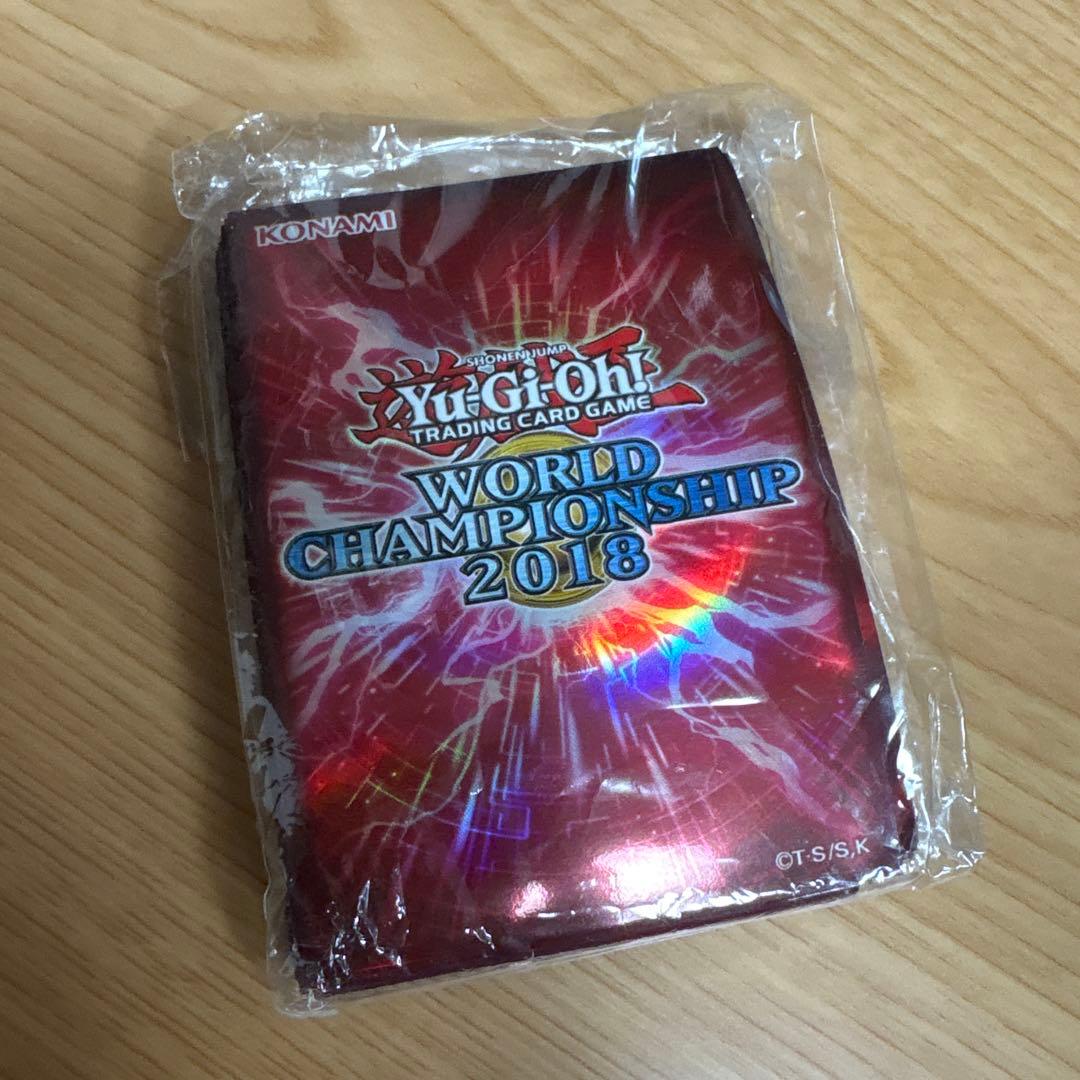 KONAMI
SHONEN JUMP
Yu-Gi-Oh!
TRADING CARD GAME
WORLD
CHAMPIONSHIP
2018
©T·S/S,K